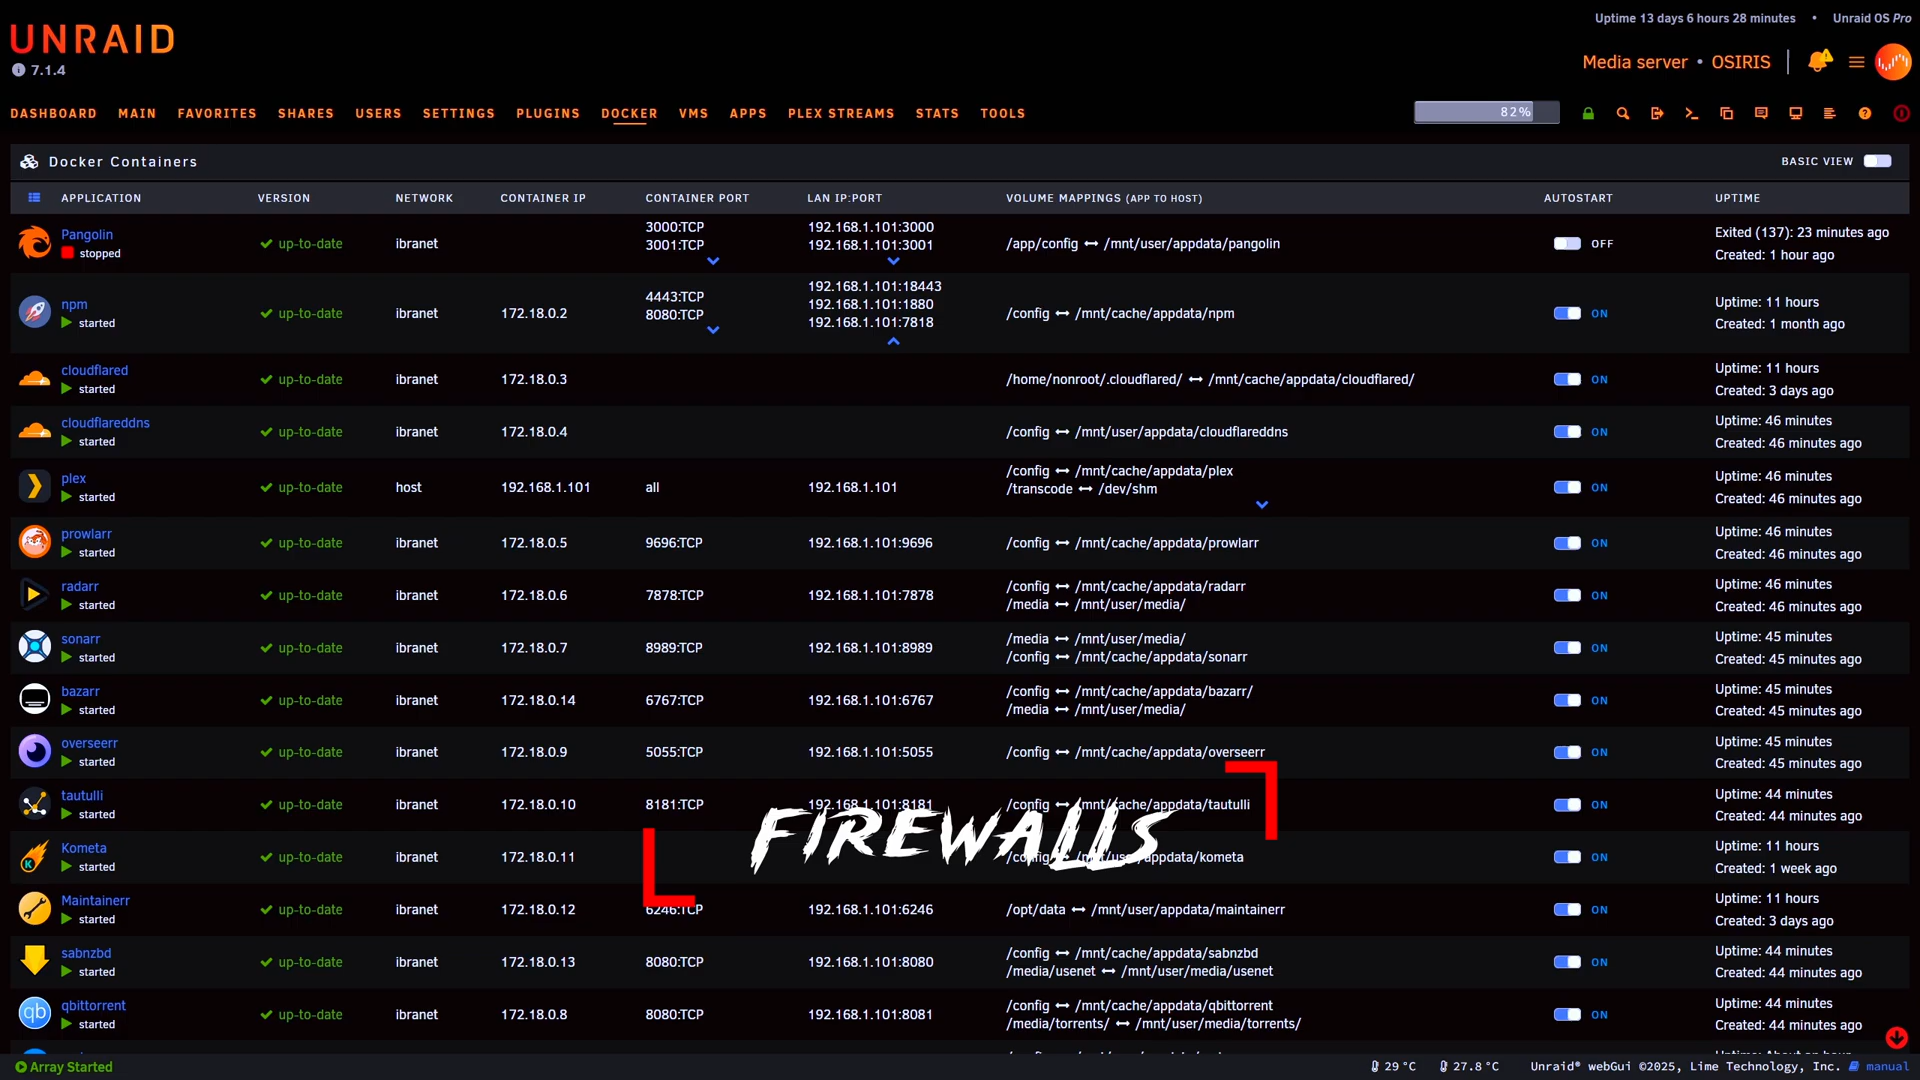 UNRAID
7.1.4
Uptime 13 days 6 hours 28 minutes • Unraid OS Pro
Media server • OSIRIS
DASHBOARD MAIN FAVORITES SHARES USERS SETTINGS PLUGINS DOCKER VMS APPS PLEX STREAMS STATS TOOLS
82%
Docker Containers
BASIC VIEW
APPLICATION VERSION NETWORK CONTAINER IP CONTAINER PORT LAN IP:PORT VOLUME MAPPINGS (APP TO HOST) AUTOSTART UPTIME
Pangolin
stopped
up-to-date
ibranet
3000:TCP
3001:TCP
192.168.1.101:3000
192.168.1.101:3001
/app/config ↔ /mnt/user/appdata/pangolin
OFF
Exited (137): 23 minutes ago
Created: 1 hour ago
npm
started
up-to-date
ibranet
172.18.0.2
4443:TCP
8080:TCP
192.168.1.101:18443
192.168.1.101:1880
192.168.1.101:7818
/config ↔ /mnt/cache/appdata/npm
ON
Uptime: 11 hours
Created: 1 month ago
cloudflared
started
up-to-date
ibranet
172.18.0.3
/home/nonroot/.cloudflared/ ↔ /mnt/cache/appdata/cloudflared/
ON
Uptime: 11 hours
Created: 3 days ago
cloudflareddns
started
up-to-date
ibranet
172.18.0.4
/config ↔ /mnt/user/appdata/cloudflareddns
ON
Uptime: 46 minutes
Created: 46 minutes ago
plex
started
up-to-date
host
192.168.1.101
all
192.168.1.101
/config ↔ /mnt/cache/appdata/plex
/transcode ↔ /dev/shm
ON
Uptime: 46 minutes
Created: 46 minutes ago
prowlarr
started
up-to-date
ibranet
172.18.0.5
9696:TCP
192.168.1.101:9696
/config ↔ /mnt/cache/appdata/prowlarr
ON
Uptime: 46 minutes
Created: 46 minutes ago
radarr
started
up-to-date
ibranet
172.18.0.6
7878:TCP
192.168.1.101:7878
/config ↔ /mnt/cache/appdata/radarr
/media ↔ /mnt/user/media/
ON
Uptime: 46 minutes
Created: 46 minutes ago
sonarr
started
up-to-date
ibranet
172.18.0.7
8989:TCP
192.168.1.101:8989
/media ↔ /mnt/user/media/
/config ↔ /mnt/cache/appdata/sonarr
ON
Uptime: 45 minutes
Created: 45 minutes ago
bazarr
started
up-to-date
ibranet
172.18.0.14
6767:TCP
192.168.1.101:6767
/config ↔ /mnt/cache/appdata/bazarr/
/media ↔ /mnt/user/media/
ON
Uptime: 45 minutes
Created: 45 minutes ago
overseerr
started
up-to-date
ibranet
172.18.0.9
5055:TCP
192.168.1.101:5055
/config ↔ /mnt/cache/appdata/overseerr
ON
Uptime: 45 minutes
Created: 45 minutes ago
tautulli
started
up-to-date
ibranet
172.18.0.10
8181:TCP
192.168.1.101:8181
/config ↔ /mnt/cache/appdata/tautulli
ON
Uptime: 44 minutes
Created: 44 minutes ago
FIREWALLS
Kometa
started
up-to-date
ibranet
172.18.0.11
/config ↔ /mnt/user/appdata/kometa
ON
Uptime: 11 hours
Created: 1 week ago
Maintainerr
started
up-to-date
ibranet
172.18.0.12
6246:TCP
192.168.1.101:6246
/opt/data ↔ /mnt/user/appdata/maintainerr
ON
Uptime: 11 hours
Created: 3 days ago
sabnzbd
started
up-to-date
ibranet
172.18.0.13
8080:TCP
192.168.1.101:8080
/config ↔ /mnt/cache/appdata/sabnzbd
/media/usenet ↔ /mnt/user/media/usenet
ON
Uptime: 44 minutes
Created: 44 minutes ago
qb
qbittorrent
started
up-to-date
ibranet
172.18.0.8
8080:TCP
192.168.1.101:8081
/config ↔ /mnt/cache/appdata/qbittorrent
/media/torrents/ ↔ /mnt/user/media/torrents/
ON
Uptime: 44 minutes
Created: 44 minutes ago
Array Started
29 °C 27.8 °C Unraid® webGui ©2025, Lime Technology, Inc. manual